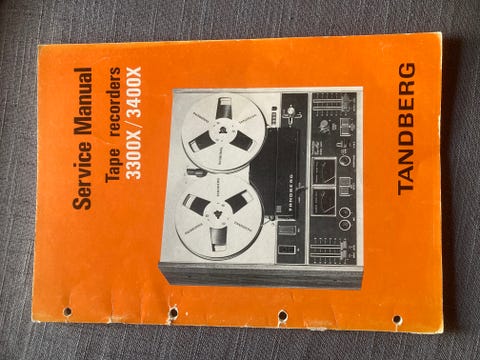 Service Manual
Tape recorders
3300X/3400X
TANDBERG
TANDBERG